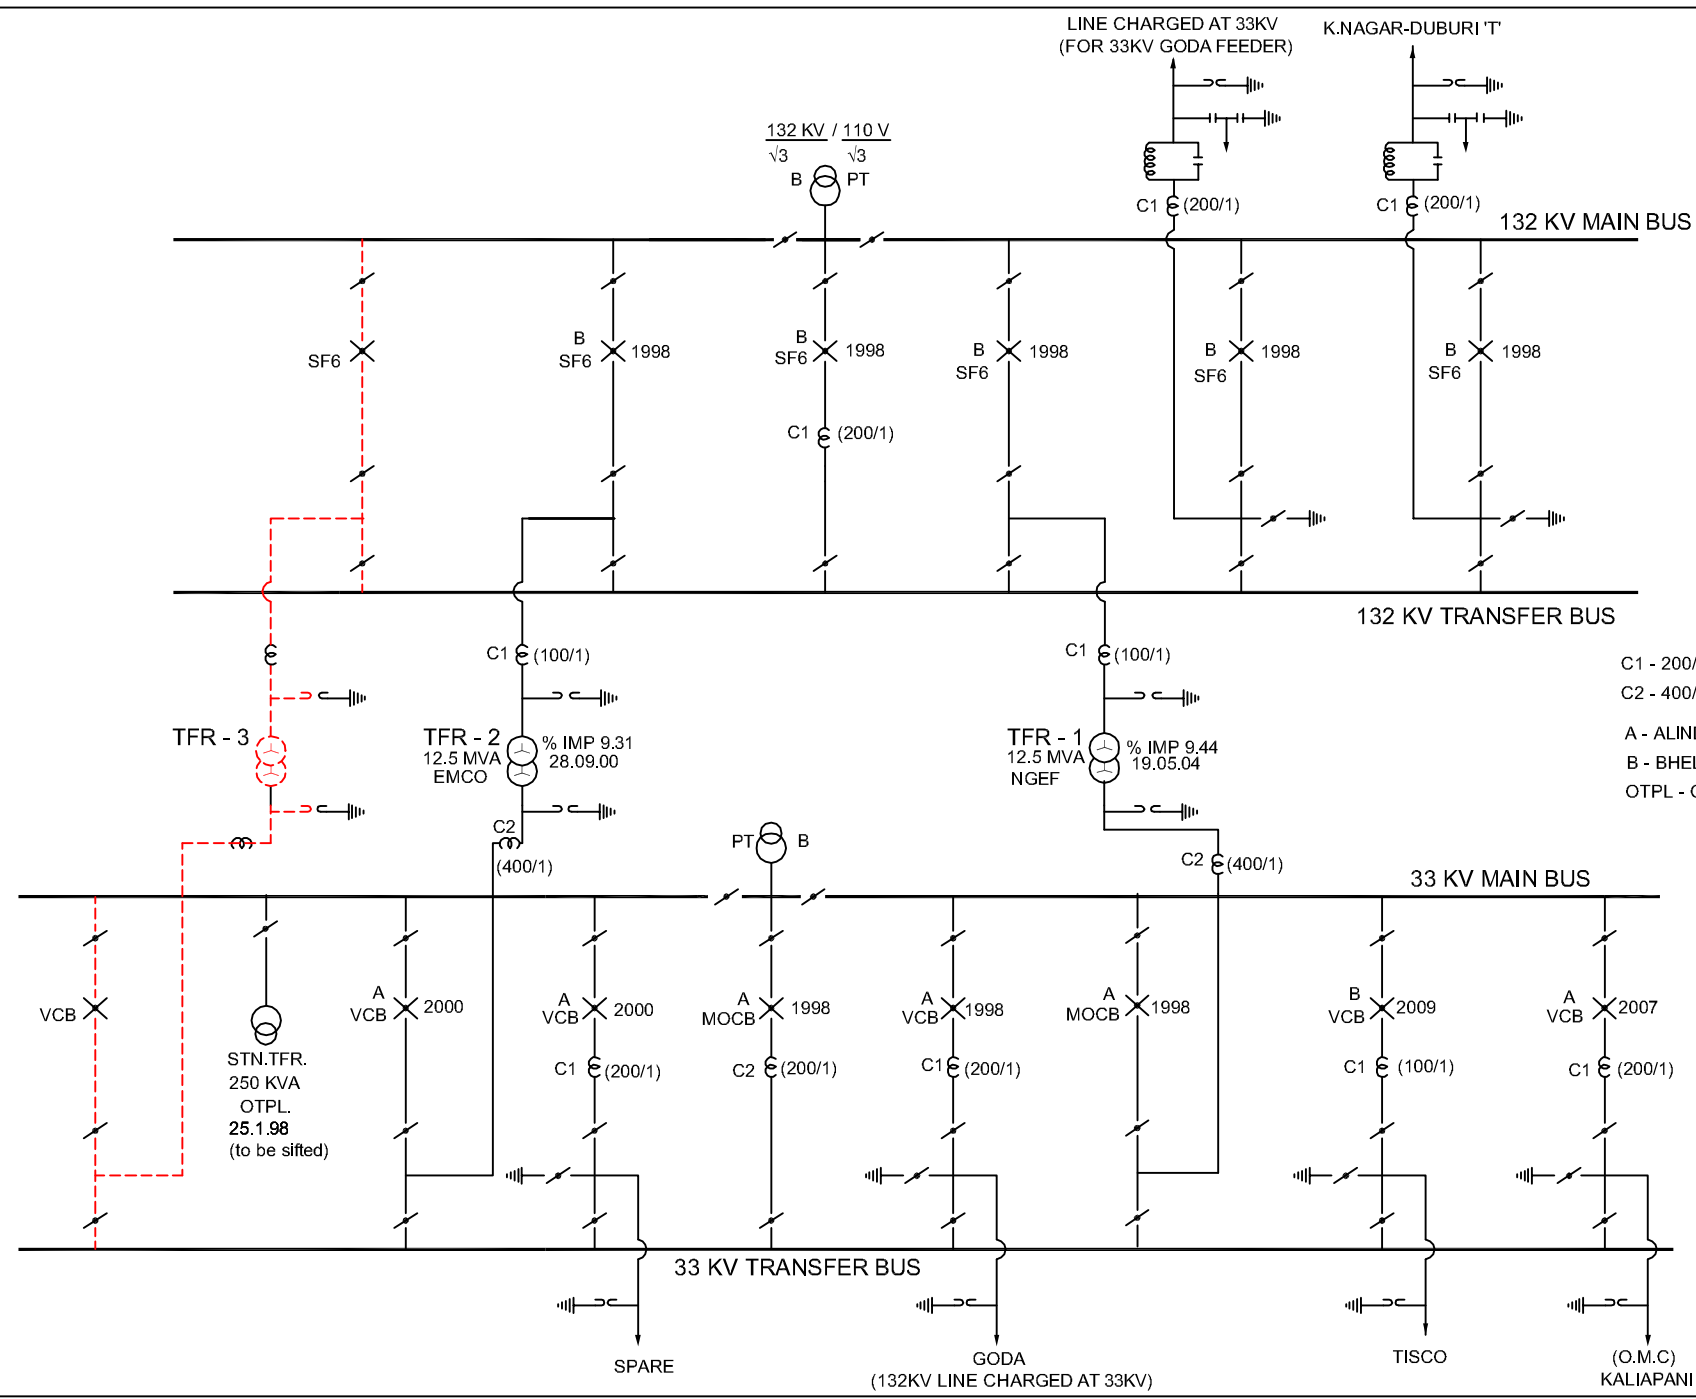 LINE CHARGED AT 33KV
(FOR 33KV GODA FEEDER)
K.NAGAR-DUBURI 'T'
132 KV / 110 V
√3 √3
B PT
C1 (200/1)
C1 (200/1)
132 KV MAIN BUS
SF6
B
SF6 1998
B
SF6 1998
B
SF6 1998
B
SF6 1998
B
SF6 1998
C1 (200/1)
132 KV TRANSFER BUS
C1 (100/1)
C1 (100/1)
C1 - 200/
C2 - 400/
TFR - 3
TFR - 2
12.5 MVA
EMCO
% IMP 9.31
28.09.00
TFR - 1
12.5 MVA
NGEF
% IMP 9.44
19.05.04
A - ALIN
B - BHEL
OTPL -
C2
(400/1)
PT B
C2 (400/1)
33 KV MAIN BUS
VCB
STN.TFR.
250 KVA
OTPL.
25.1.98
(to be sifted)
A
VCB 2000
A
VCB 2000
C1 (200/1)
A
MOCB 1998
C2 (200/1)
A
VCB 1998
C1 (200/1)
A
MOCB 1998
B
VCB 2009
C1 (100/1)
A
VCB 2007
C1 (200/1)
33 KV TRANSFER BUS
SPARE
GODA
(132KV LINE CHARGED AT 33KV)
TISCO
(O.M.C)
KALIAPANI